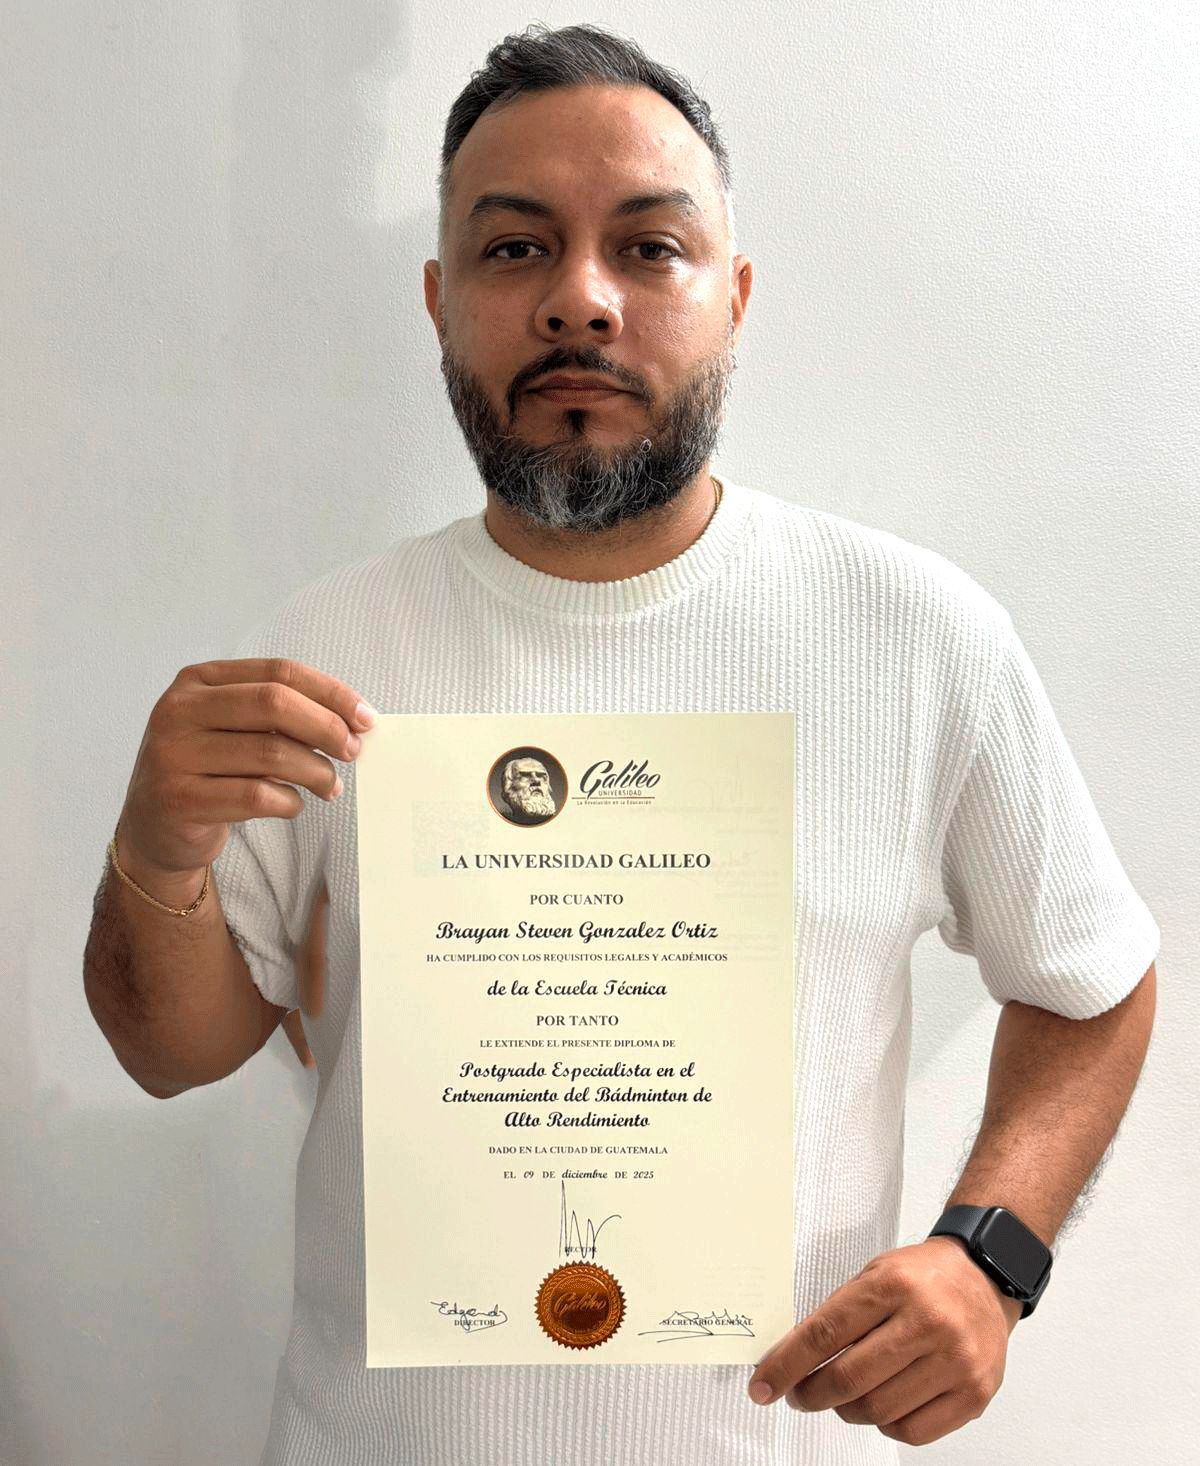 Galileo
UNIVERSIDAD
La Revolución en la Educación
LA UNIVERSIDAD GALILEO
POR CUANTO
Brayan Steven Gonzalez Ortiz
HA CUMPLIDO CON LOS REQUISITOS LEGALES Y ACADÉMICOS
de la Escuela Técnica
POR TANTO
LE EXTIENDE EL PRESENTE DIPLOMA DE
Postgrado Especialista en el
Entrenamiento del Bádminton de
Alto Rendimiento
DADO EN LA CIUDAD DE GUATEMALA
EL 09 DE diciembre DE 2025
RECTOR
Galileo
DIRECTOR
SECRETARIO GENERAL